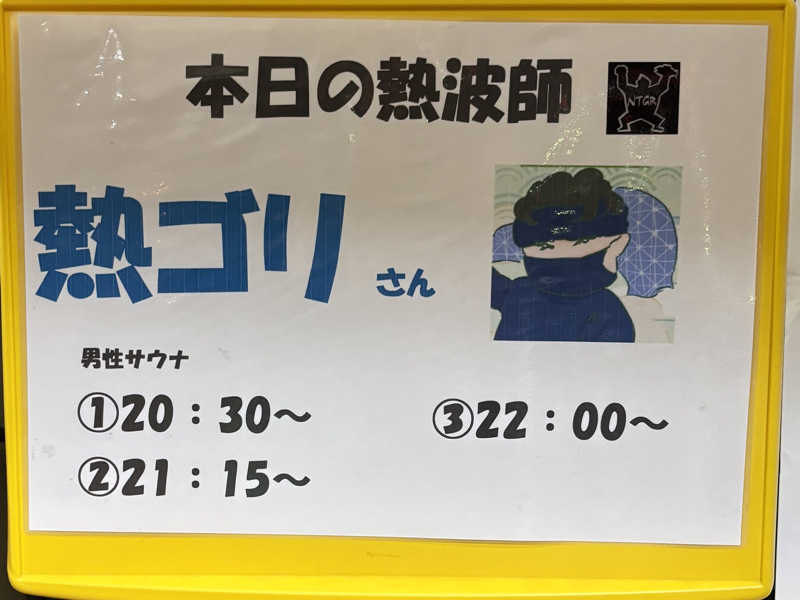 本日の熱波師
NTGR
熱ゴリ さん
男性サウナ
①20：30～
③22：00～
②21：15～